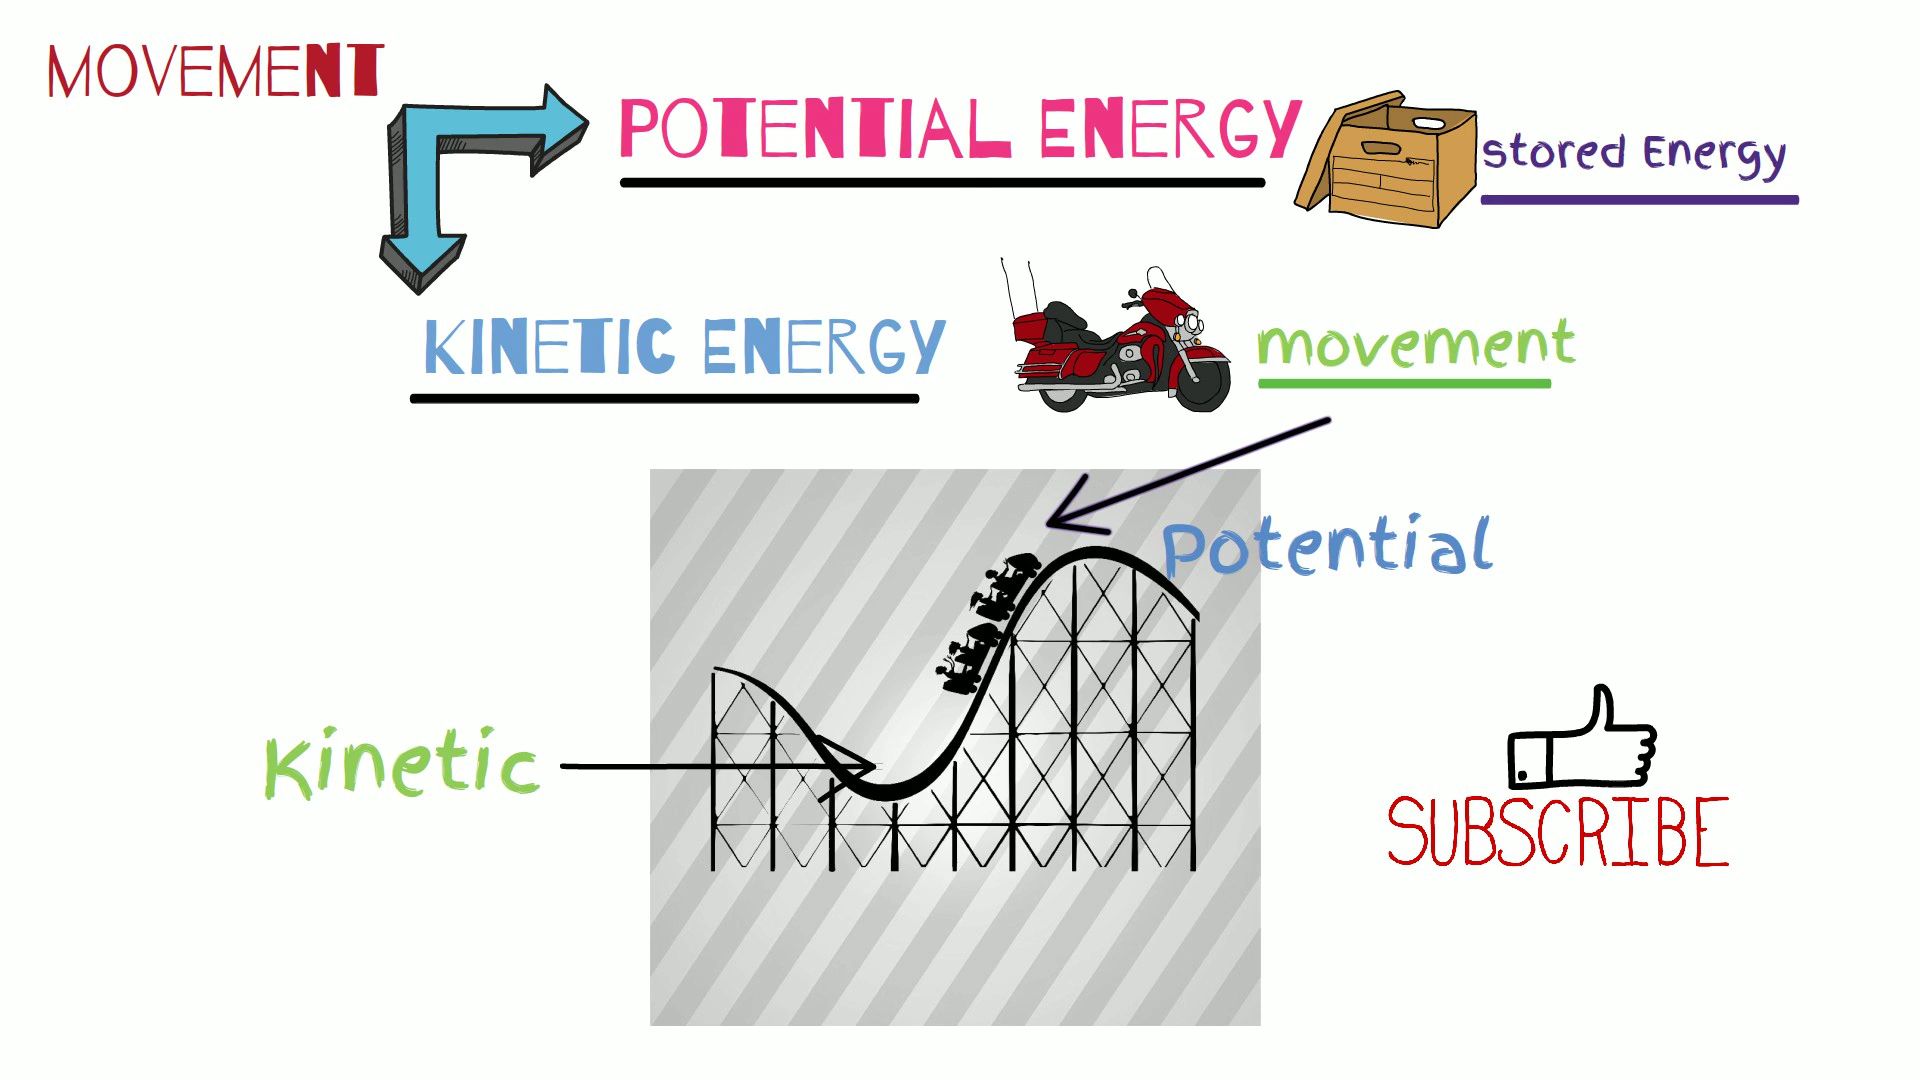 MOVEMENT
POTENTIAL ENERGY
stored Energy
KINETIC ENERGY
movement
Potential
Kinetic
SUBSCRIBE